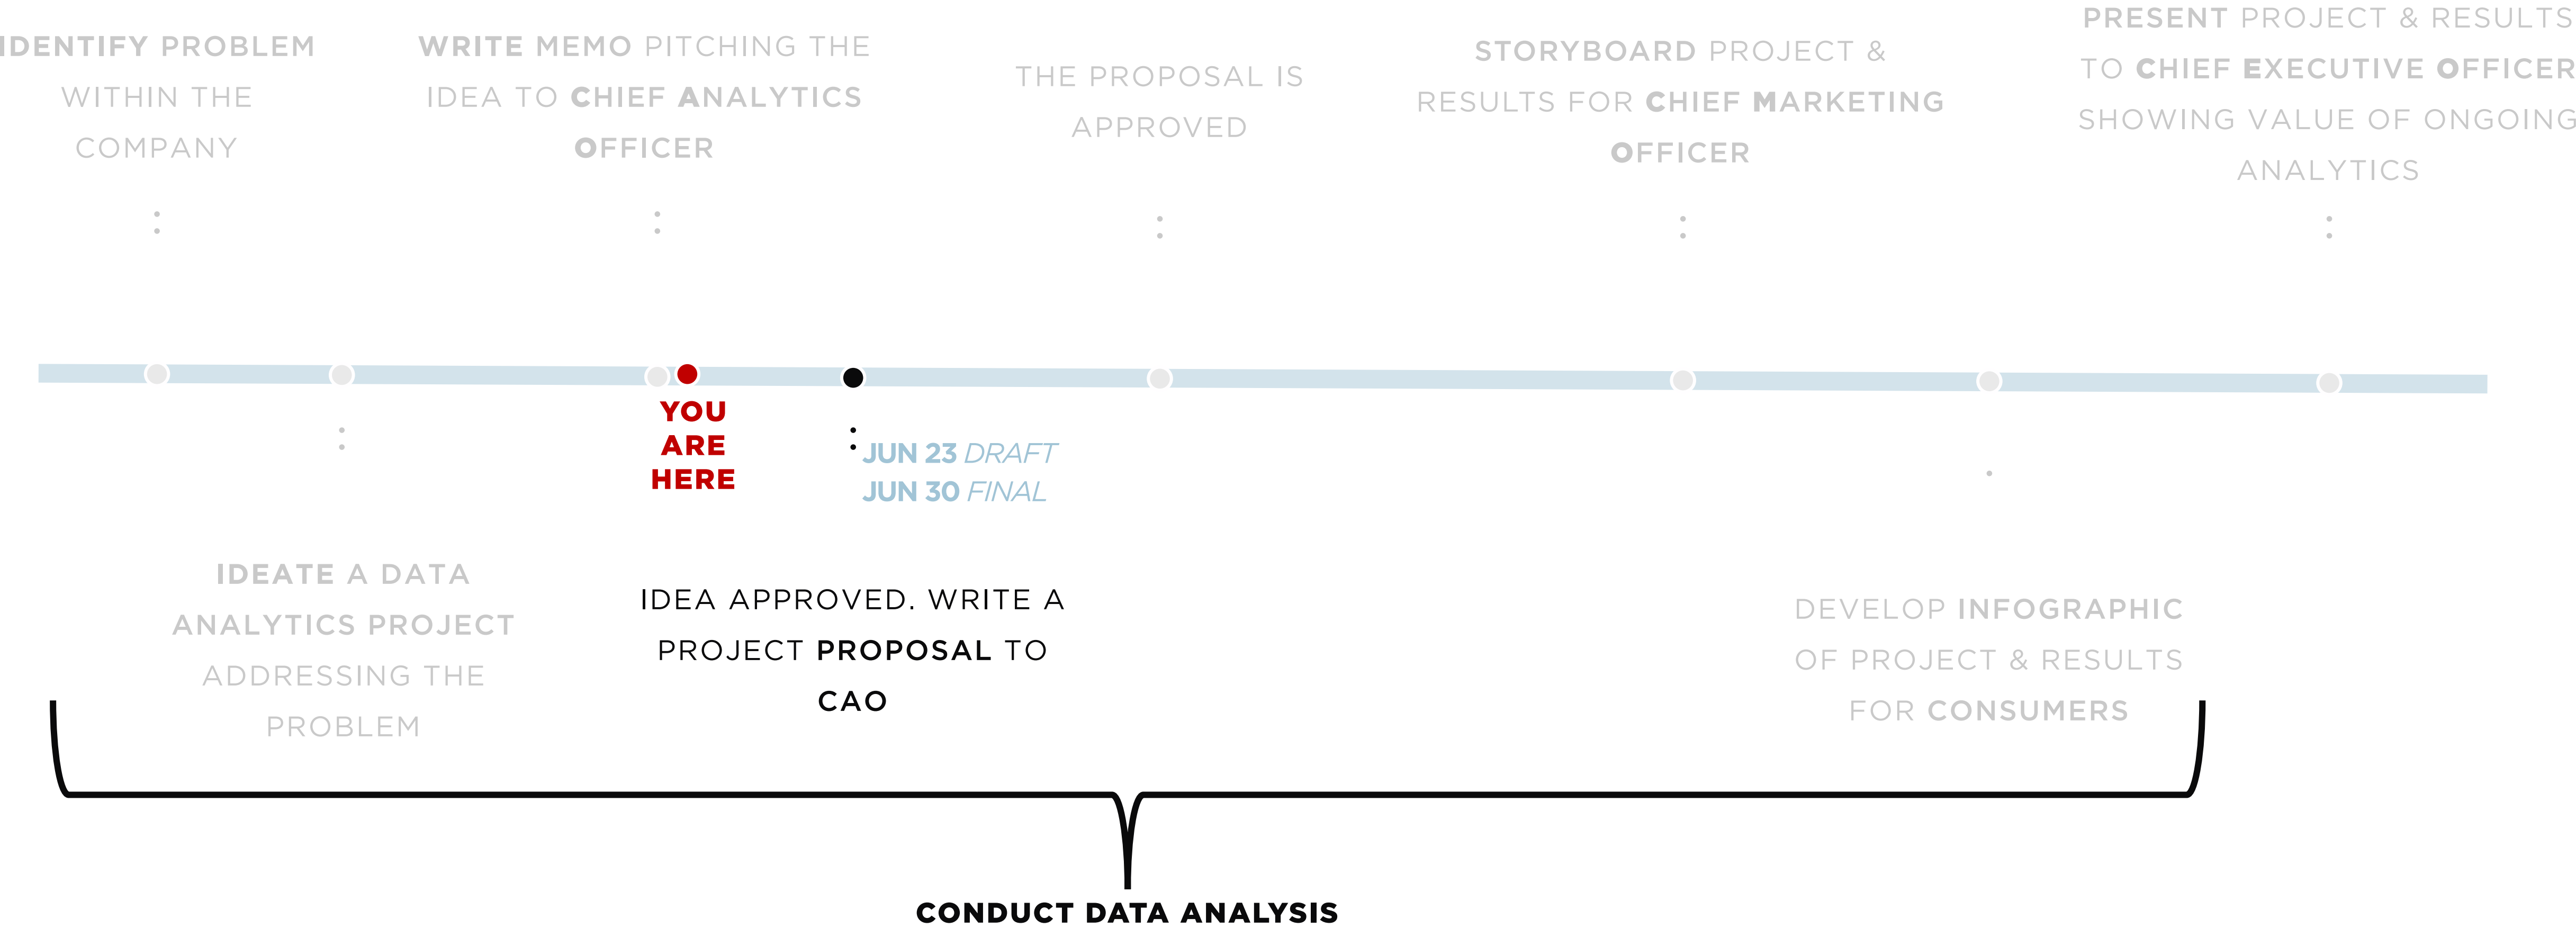 IDENTIFY PROBLEM
WITHIN THE
COMPANY
WRITE MEMO PITCHING THE
IDEA TO CHIEF ANALYTICS
OFFICER
THE PROPOSAL IS
APPROVED
STORYBOARD PROJECT &
RESULTS FOR CHIEF MARKETING
OFFICER
PRESENT PROJECT & RESULTS
TO CHIEF EXECUTIVE OFFICER
SHOWING VALUE OF ONGOING
ANALYTICS
YOU
ARE
HERE
JUN 23 DRAFT
JUN 30 FINAL
IDEATE A DATA
ANALYTICS PROJECT
ADDRESSING THE
PROBLEM
IDEA APPROVED. WRITE A
PROJECT PROPOSAL TO
CAO
DEVELOP INFOGRAPHIC
OF PROJECT & RESULTS
FOR CONSUMERS
CONDUCT DATA ANALYSIS